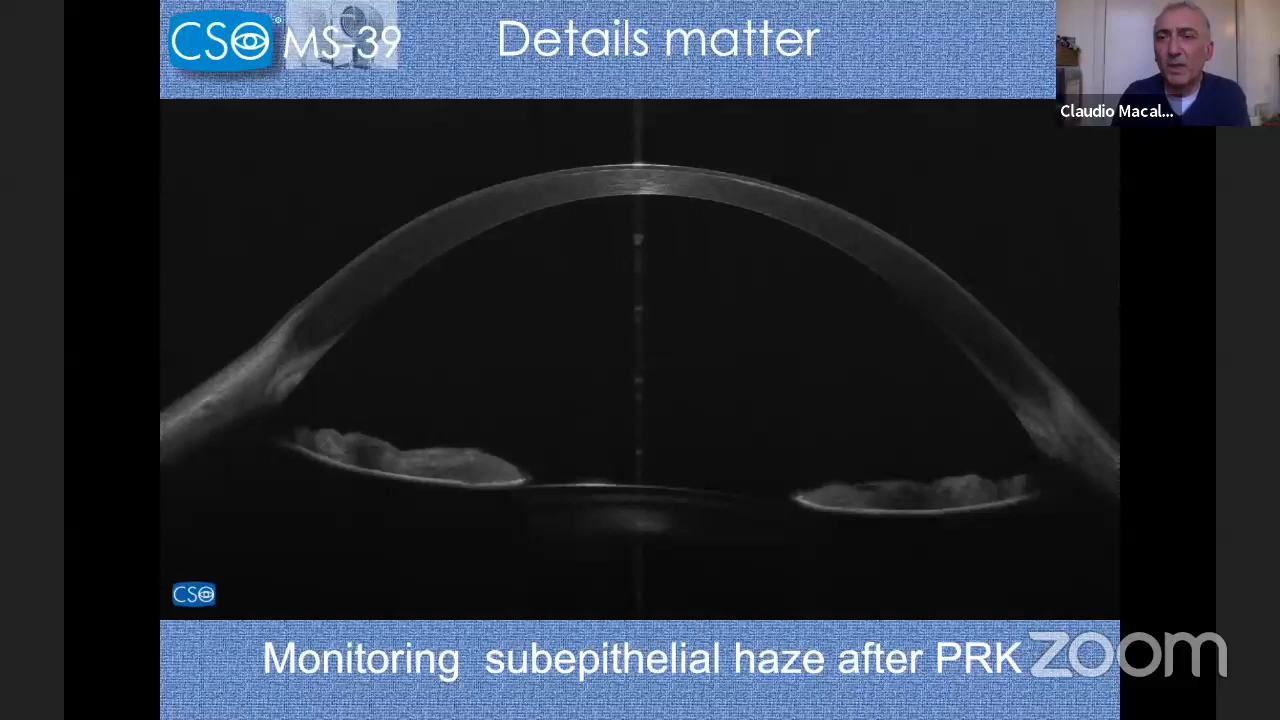 CSO MS-39
Details matter
Claudio Macal...
CSO
Monitoring subepithelial haze after PRK
zoom